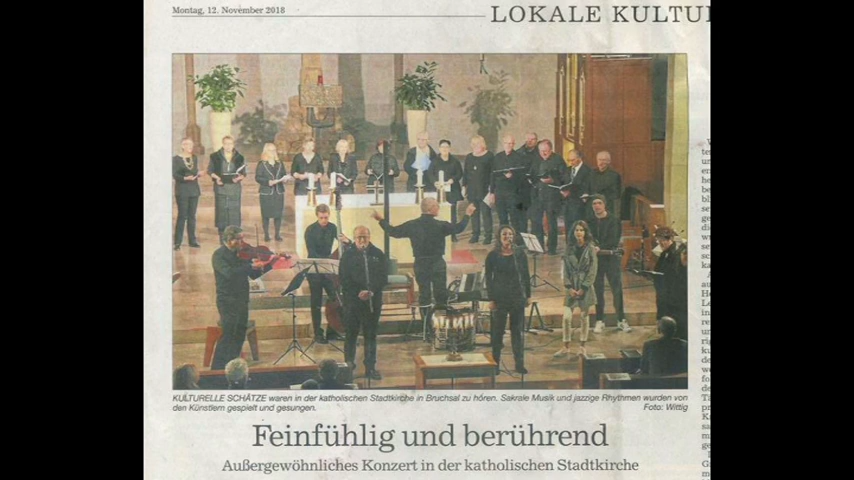 Montag, 12. November 2018
LOKALE KULTU
KULTURELLE SCHÄTZE waren in der katholischen Stadtkirche in Bruchsal zu hören. Sakrale Musik und jazzige Rhythmen wurden von
den Künstlern gespielt und gesungen. Foto: Wittig
Feinfühlig und berührend
Außergewöhnliches Konzert in der katholischen Stadtkirche